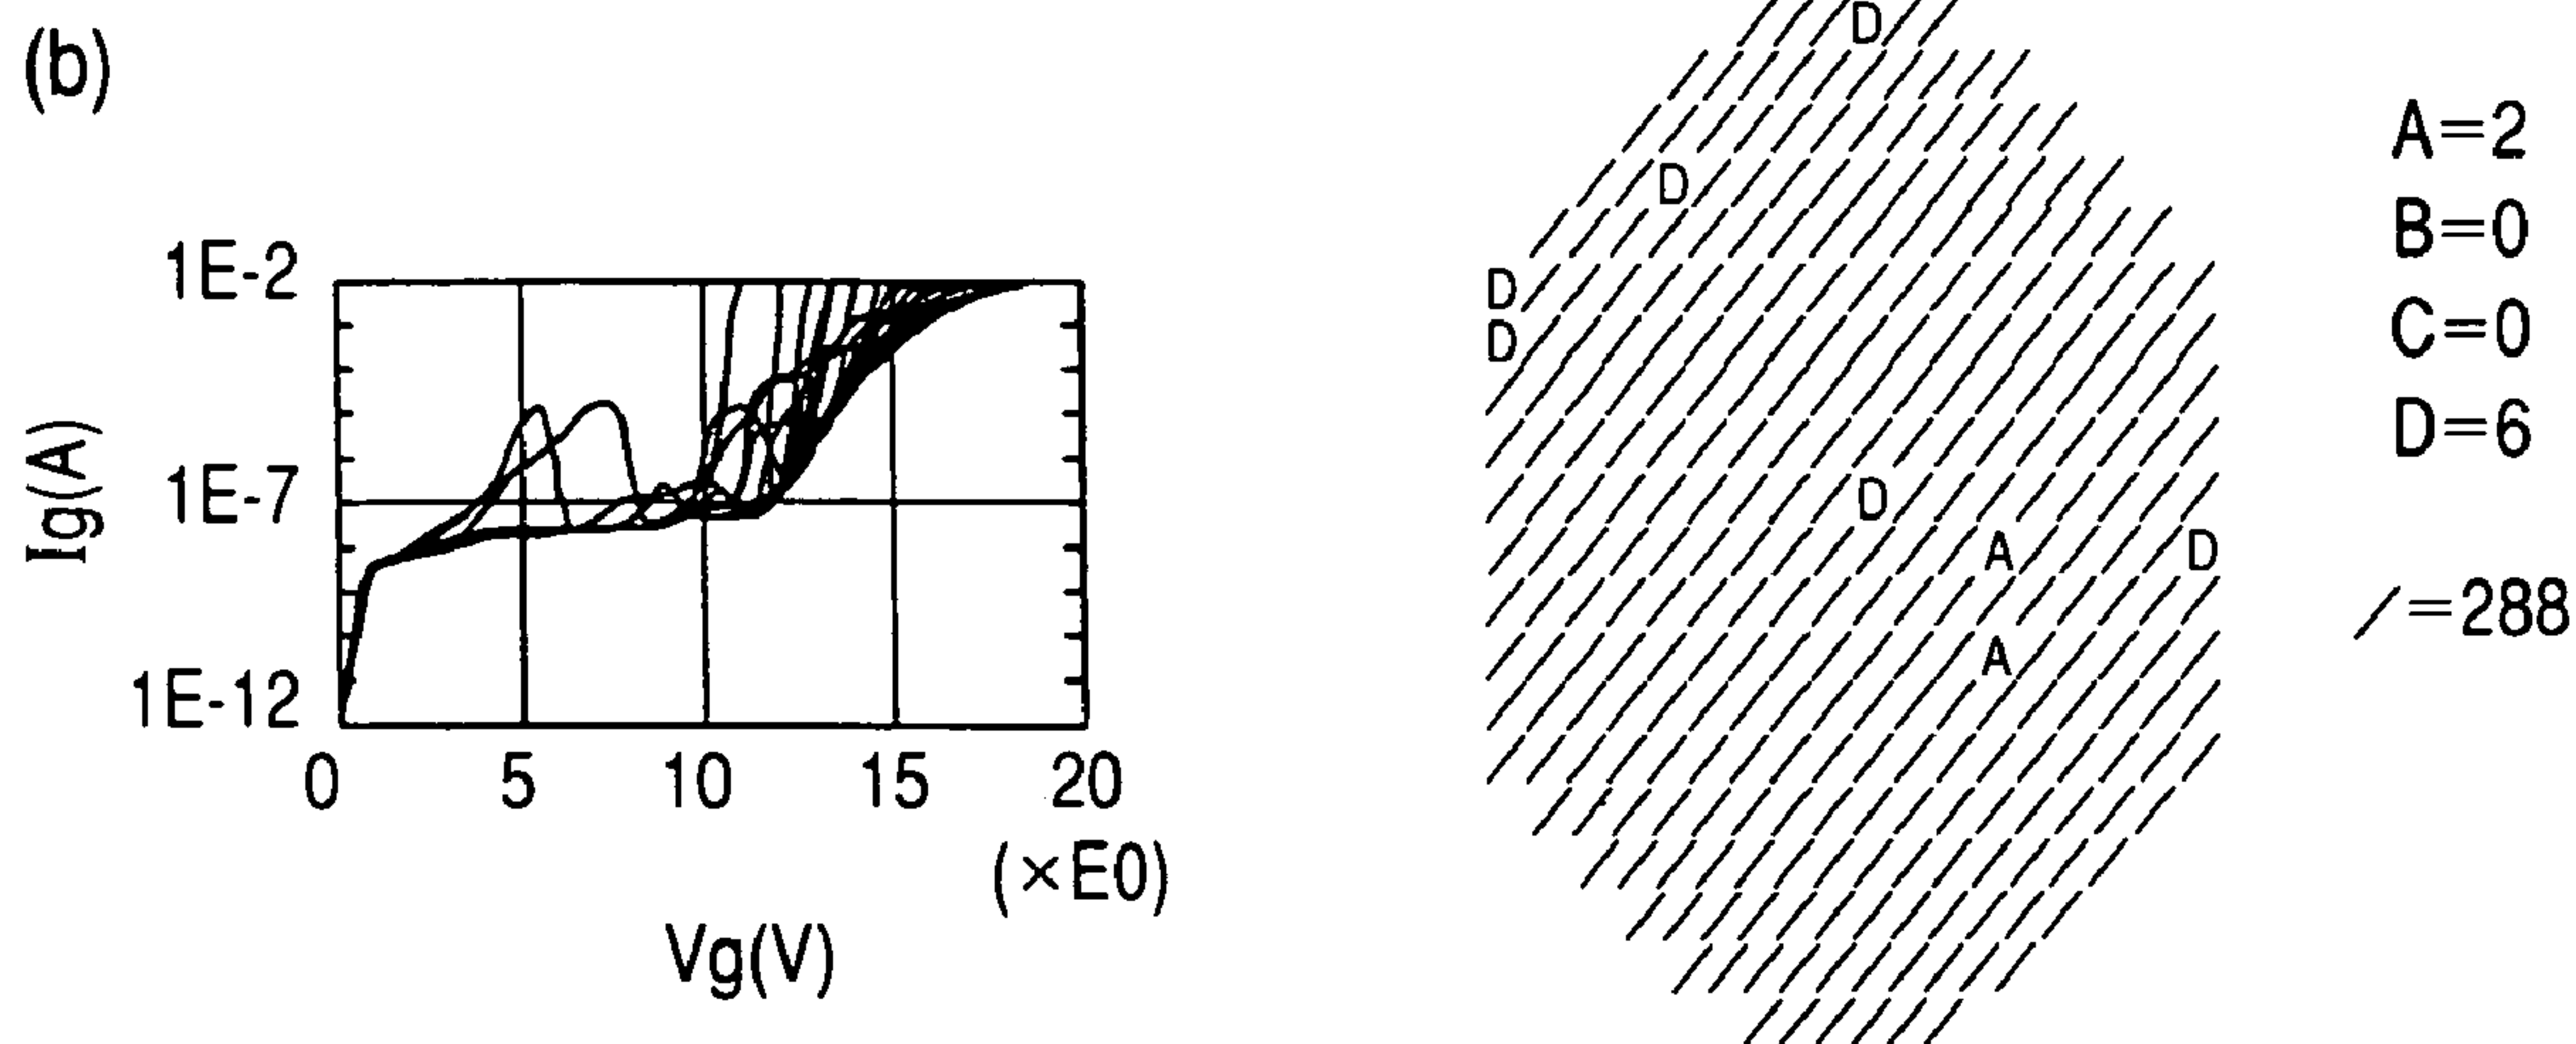 (b)
1E-2
1E-7
1E-12
Ig(A)
0 5 10 15 20
(×E0)
Vg(V)
D
D
D
D
D
A D
A
A=2
B=0
C=0
D=6
/=288